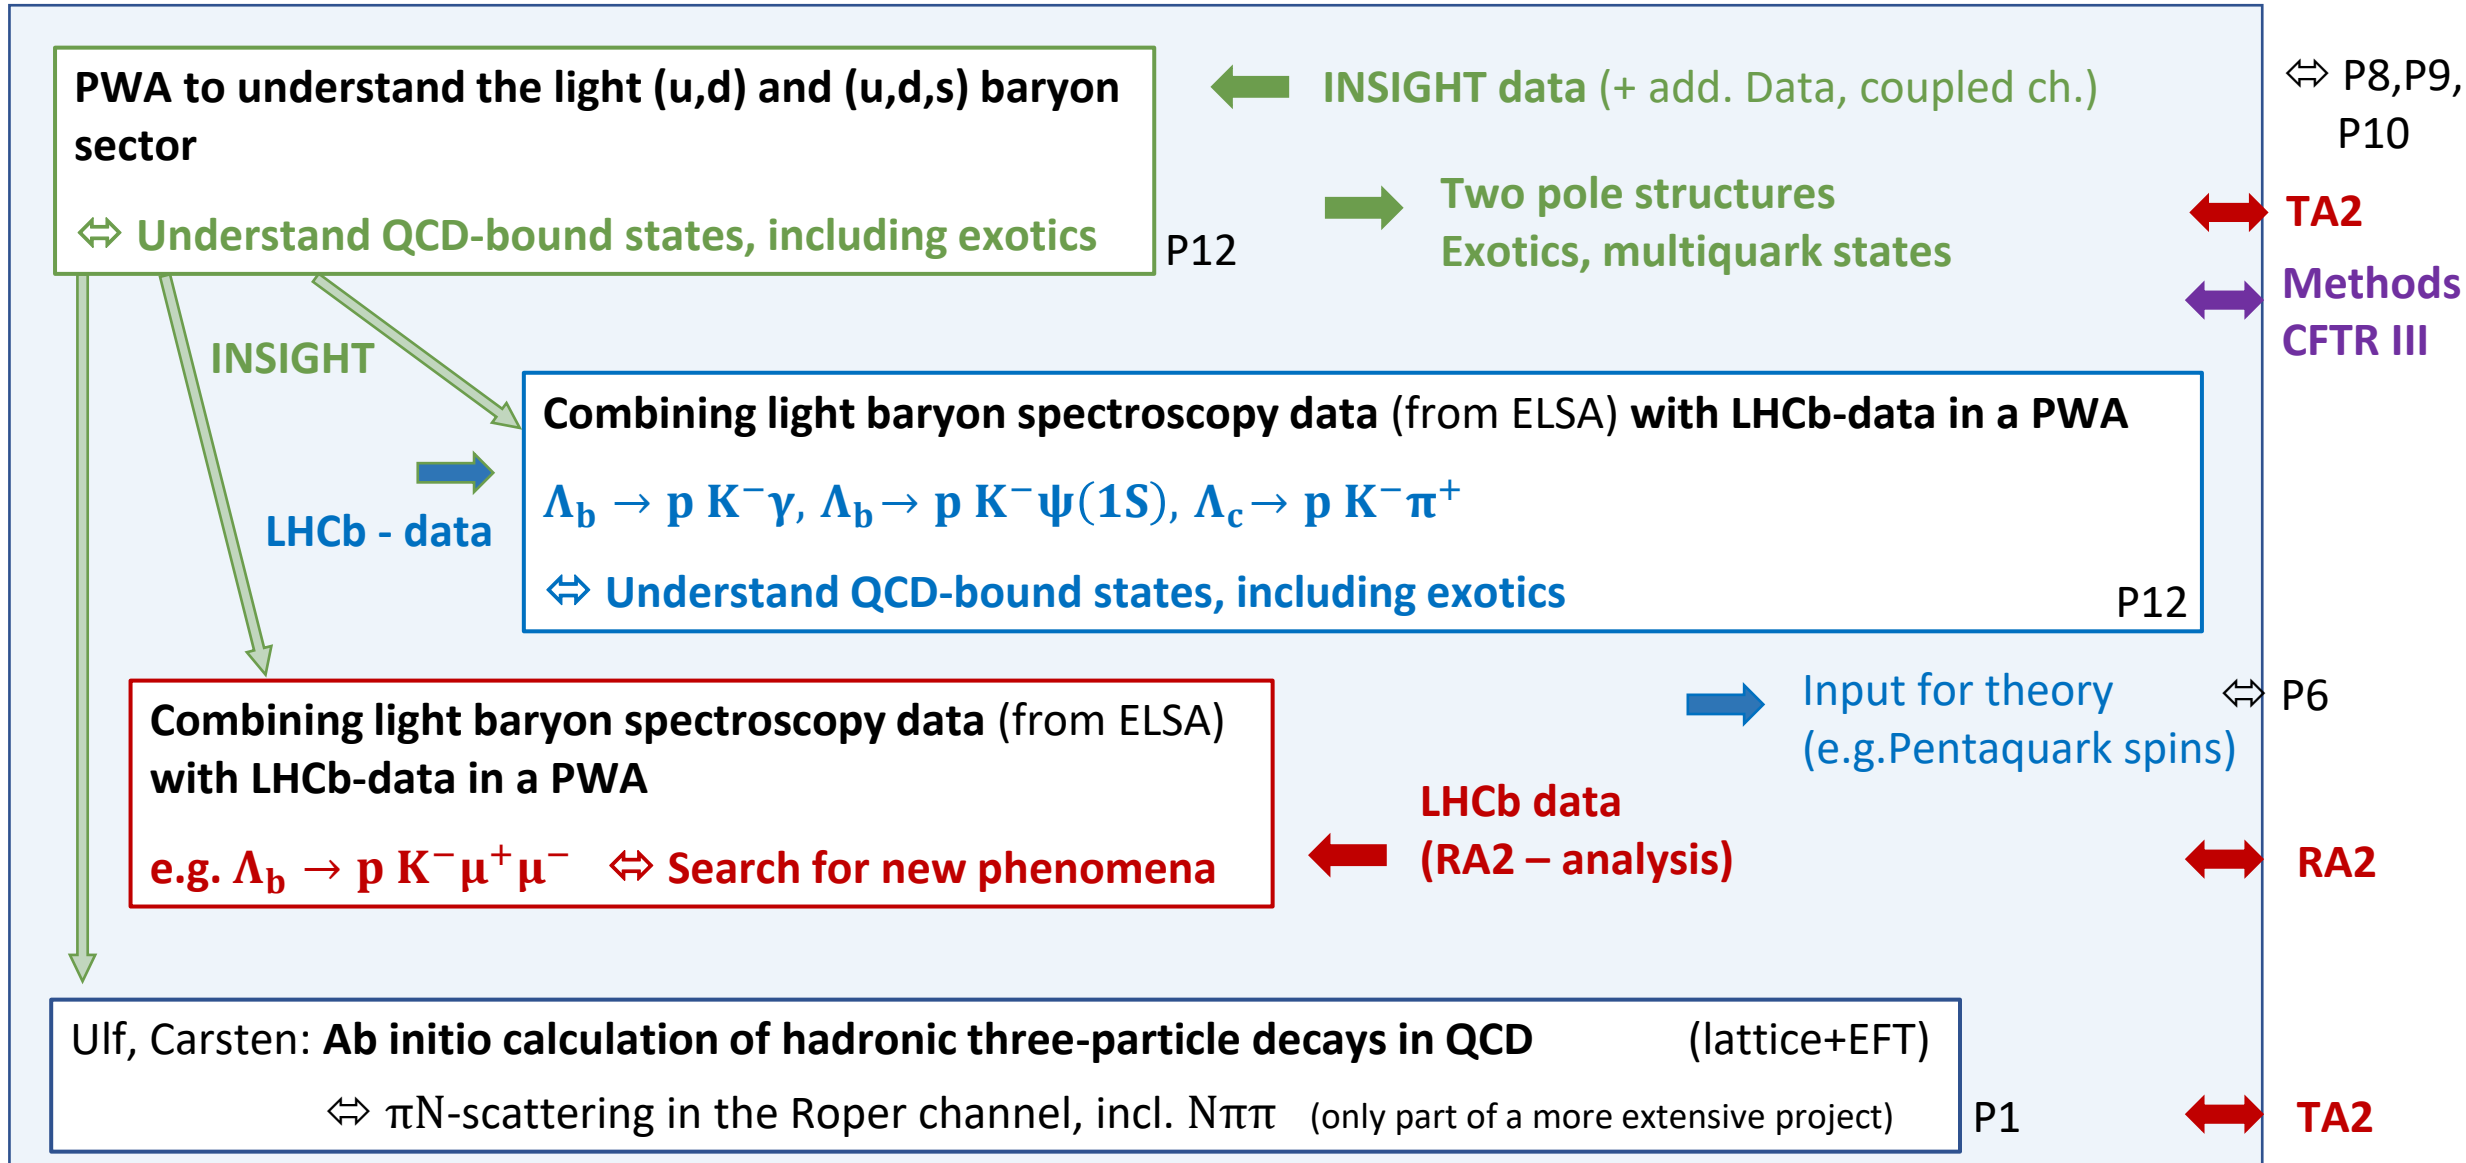 PWA to understand the light (u,d) and (u,d,s) baryon
sector
⬄ Understand QCD-bound states, including exotics
P12
INSIGHT data (+ add. Data, coupled ch.)
⬄ P8,P9,
P10
Two pole structures
Exotics, multiquark states
TA2
Methods
CFTR III
INSIGHT
Combining light baryon spectroscopy data (from ELSA) with LHCb-data in a PWA
Λ_b → p K⁻γ, Λ_b → p K⁻ψ(1S), Λ_c → p K⁻π⁺
⬄ Understand QCD-bound states, including exotics
P12
LHCb - data
Combining light baryon spectroscopy data (from ELSA)
with LHCb-data in a PWA
e.g. Λ_b → p K⁻μ⁺μ⁻ ⬄ Search for new phenomena
Input for theory
(e.g.Pentaquark spins)
⬄ P6
LHCb data
(RA2 – analysis)
RA2
Ulf, Carsten: Ab initio calculation of hadronic three-particle decays in QCD (lattice+EFT)
⬄ πN-scattering in the Roper channel, incl. Nππ (only part of a more extensive project)
P1
TA2